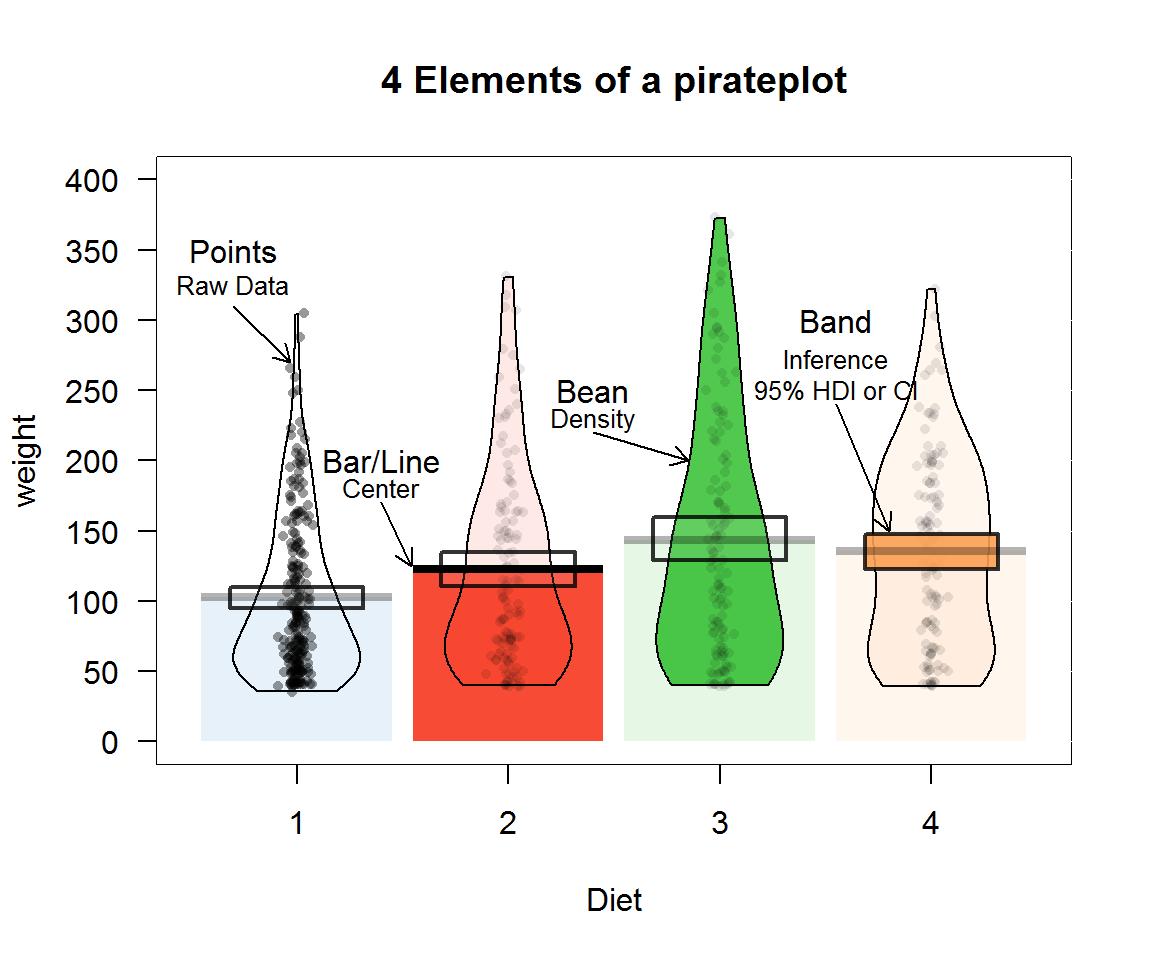 4 Elements of a pirateplot
400
350
300
250
200
150
100
50
0
weight
Points
Raw Data
Bar/Line
Center
Bean
Density
Band
Inference
95% HDI or CI
1
2
3
4
Diet